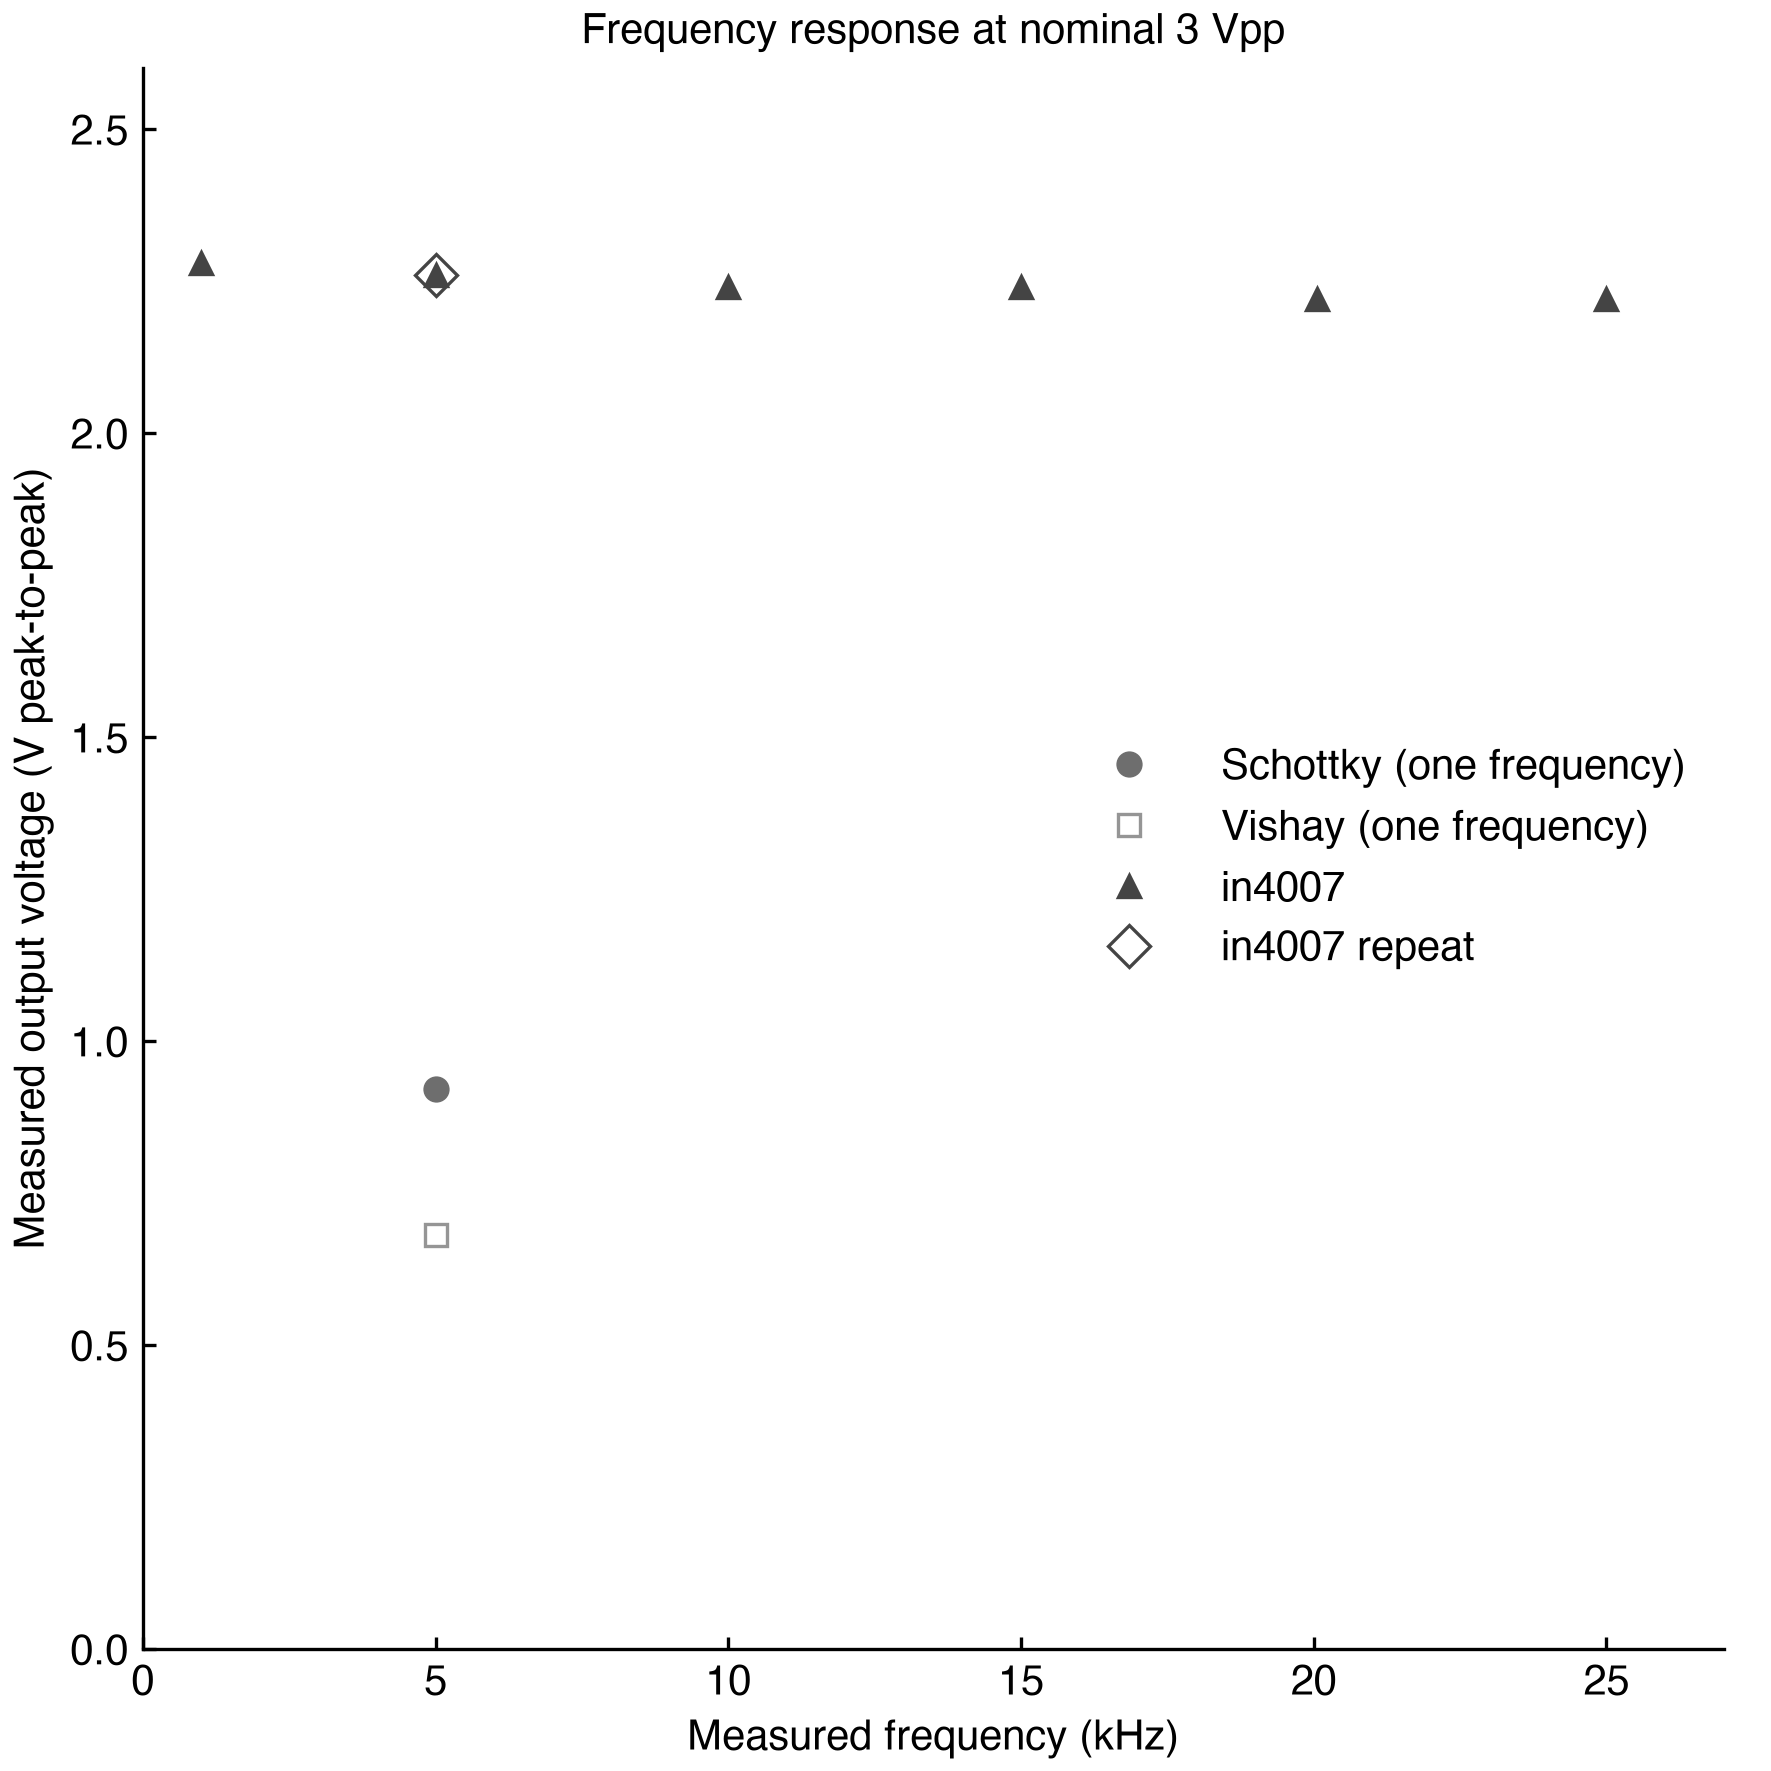 Frequency response at nominal 3 Vpp
2.5
2.0
1.5
1.0
0.5
0.0
Measured output voltage (V peak-to-peak)
Schottky (one frequency)
Vishay (one frequency)
in4007
in4007 repeat
0 5 10 15 20 25
Measured frequency (kHz)